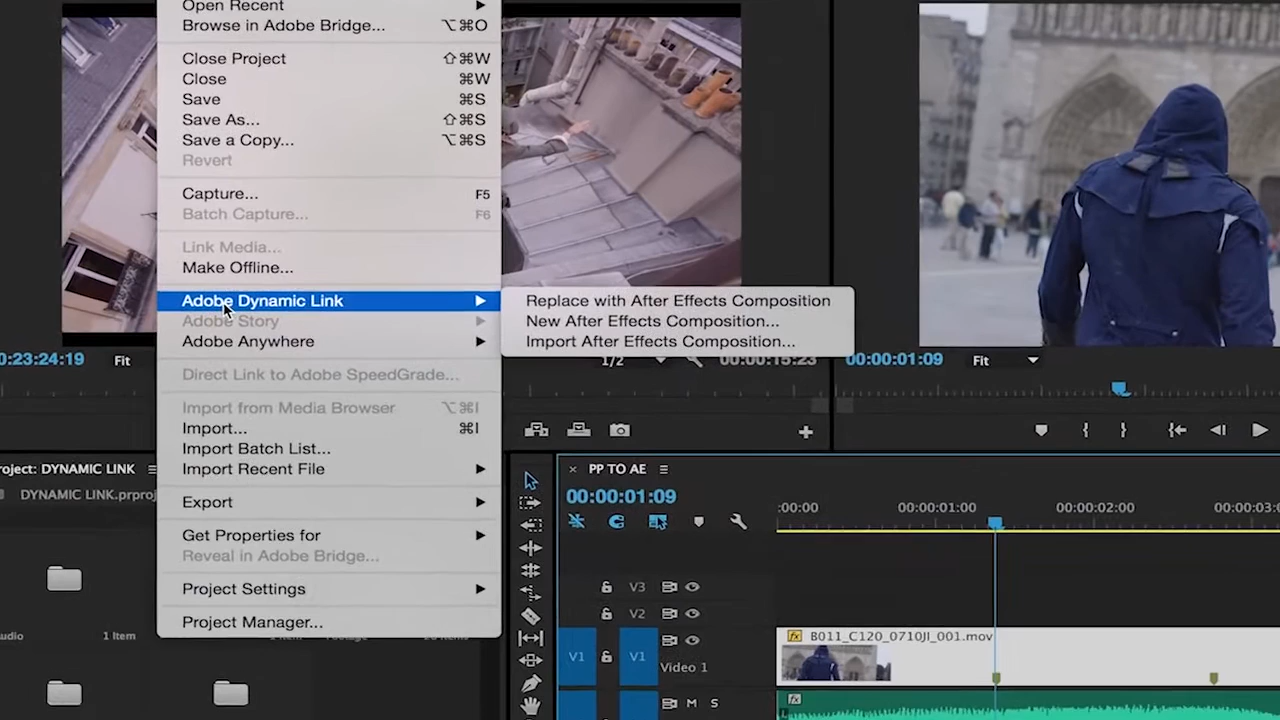 Open Recent
Browse in Adobe Bridge... ⌥⌘O
Close Project ⇧⌘W
Close ⌘W
Save ⌘S
Save As... ⇧⌘S
Save a Copy... ⌥⌘S
Revert
Capture... F5
Batch Capture... F6
Link Media...
Make Offline...
Adobe Dynamic Link
Replace with After Effects Composition
Adobe Story
New After Effects Composition...
Adobe Anywhere
Import After Effects Composition...
0:23:24:19 Fit 1/2 00:00:15:23 00:00:01:09 Fit
Direct Link to Adobe SpeedGrade...
Import from Media Browser ⌥⌘I
Import... ⌘I
Import Batch List...
Import Recent File
Export
Get Properties for
Reveal in Adobe Bridge...
Project Settings
Project Manager...
roject: DYNAMIC LINK
DYNAMIC LINK.prproj
udio 1 Item
× PP TO AE
00:00:01:09
:00:00 00:00:01:00 00:00:02:00 00:00:03:0
V3
V2
fx B011_C120_0710JI_001.mov
V1 V1 Video 1
M S
fx